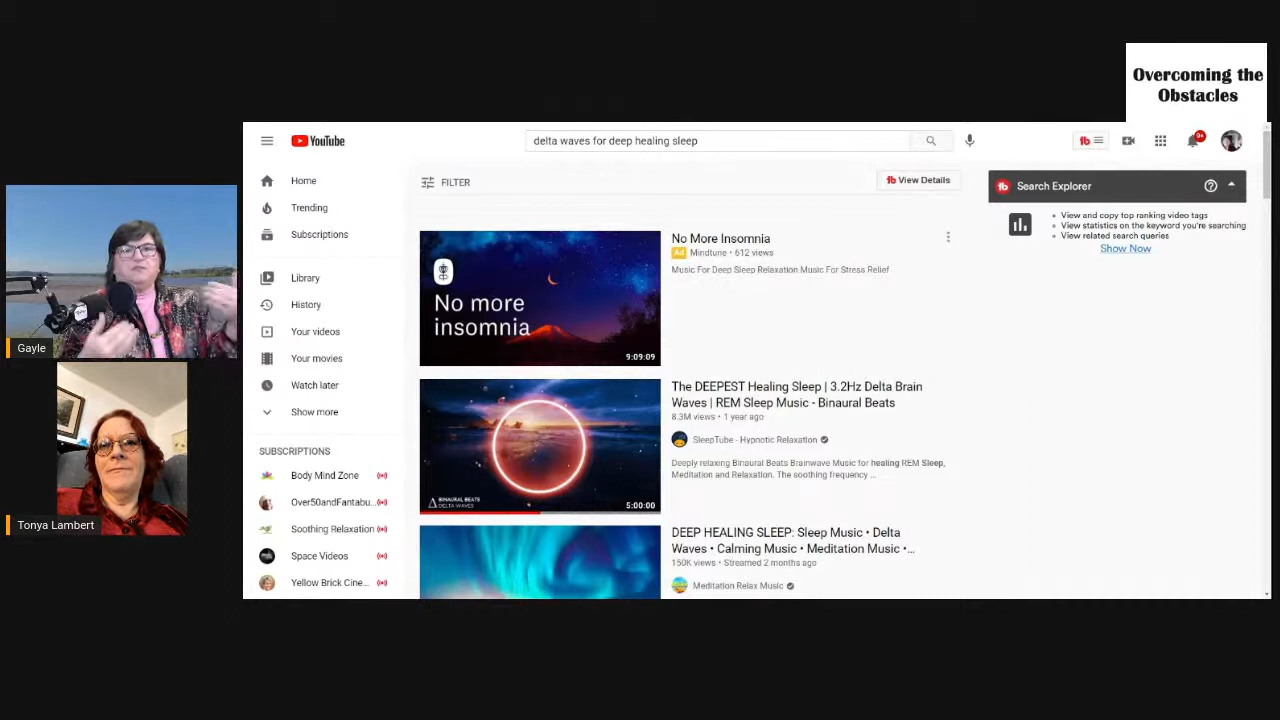 Overcoming the
Obstacles
YouTube
delta waves for deep healing sleep
9+
Home
Trending
Subscriptions
Library
History
Your videos
Your movies
Watch later
Show more
SUBSCRIPTIONS
Body Mind Zone
Over50andFantabu...
Soothing Relaxation
Space Videos
Yellow Brick Cine...
FILTER
View Details
No more
insomnia
9:09:09
No More Insomnia
Ad Mindtune • 612 views
Music For Deep Sleep Relaxation Music For Stress Relief
BINAURAL BEATS
DELTA WAVES
5:00:00
The DEEPEST Healing Sleep | 3.2Hz Delta Brain
Waves | REM Sleep Music - Binaural Beats
8.3M views • 1 year ago
SleepTube - Hypnotic Relaxation
Deeply relaxing Binaural Beats Brainwave Music for healing REM Sleep,
Meditation and Relaxation. The soothing frequency ...
DEEP HEALING SLEEP: Sleep Music • Delta
Waves • Calming Music • Meditation Music •...
150K views • Streamed 2 months ago
Meditation Relax Music
Search Explorer
• View and copy top ranking video tags
• View statistics on the keyword you're searching
• View related search queries
Show Now
Gayle
Tonya Lambert